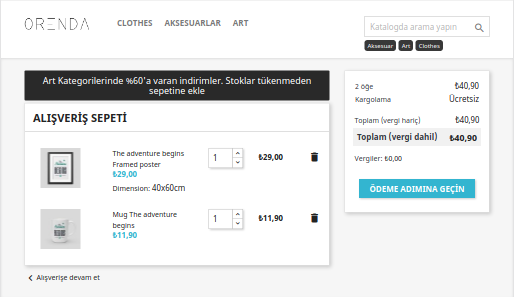 ORENDA
CLOTHES AKSESUARLAR ART
Katalogda arama yapın
Aksesuar Art Clothes
Art Kategorilerinde %60'a varan indirimler. Stoklar tükenmeden
sepetine ekle
ALIŞVERİŞ SEPETİ
The adventure begins
Framed poster
₺29,00
Dimension: 40x60cm
1
₺29,00
Mug The adventure
begins
₺11,90
1
₺11,90
Alışverişe devam et
2 öğe ₺40,90
Kargolama Ücretsiz
Toplam (vergi hariç) ₺40,90
Toplam (vergi dahil) ₺40,90
Vergiler: ₺0,00
ÖDEME ADIMINA GEÇİN